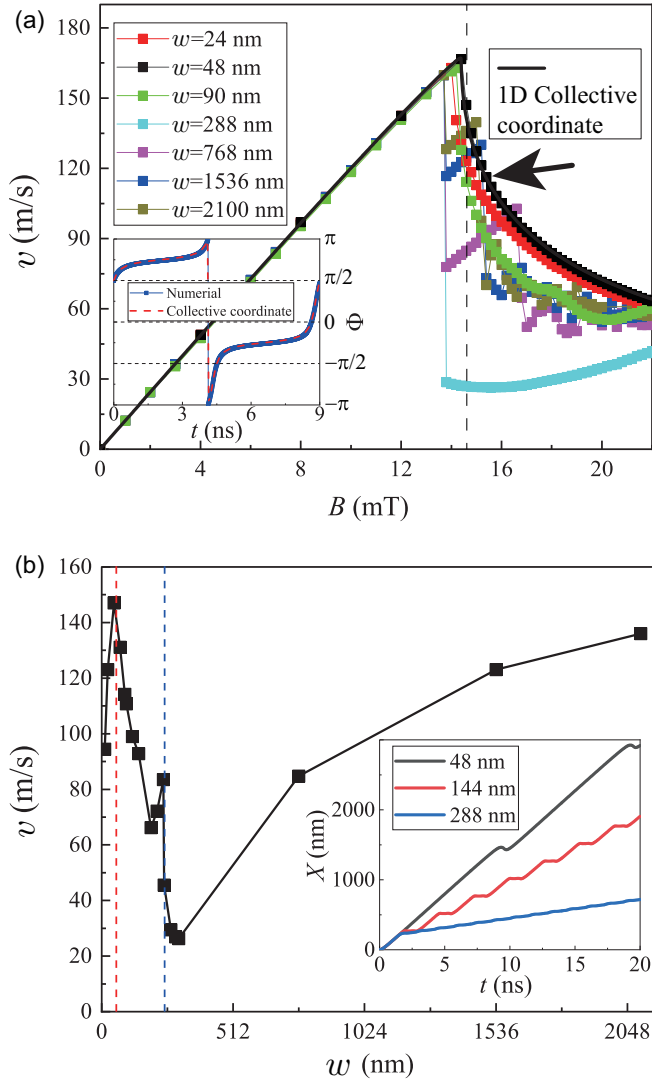 (a)
v (m/s)
180
150
120
90
60
30
0
w=24 nm
w=48 nm
w=90 nm
w=288 nm
w=768 nm
w=1536 nm
w=2100 nm
1D Collective
coordinate
π
π/2
0
−π/2
−π
Φ
Numerial
Collective coordinate
0 3 6 9
t (ns)
0 4 8 12 16 20
B (mT)
(b)
v (m/s)
160
140
120
100
80
60
40
20
0
48 nm
144 nm
288 nm
X (nm)
2000
1000
0
0 5 10 15 20
t (ns)
0 512 1024 1536 2048
w (nm)